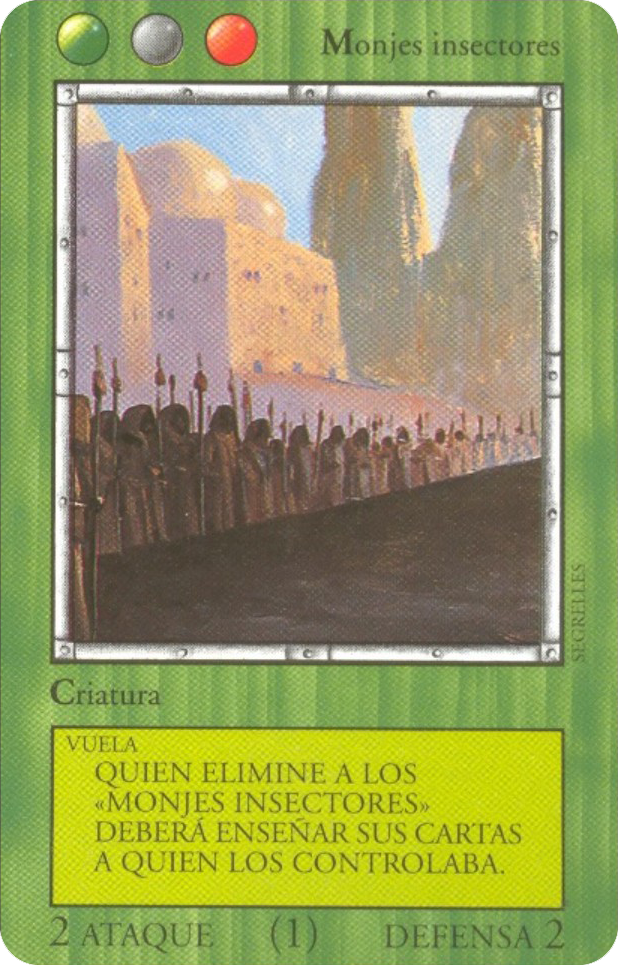 Monjes insectores
SEGRELLES
Criatura
VUELA
QUIEN ELIMINE A LOS
«MONJES INSECTORES»
DEBERÁ ENSEÑAR SUS CARTAS
A QUIEN LOS CONTROLABA.
2 ATAQUE (1) DEFENSA 2